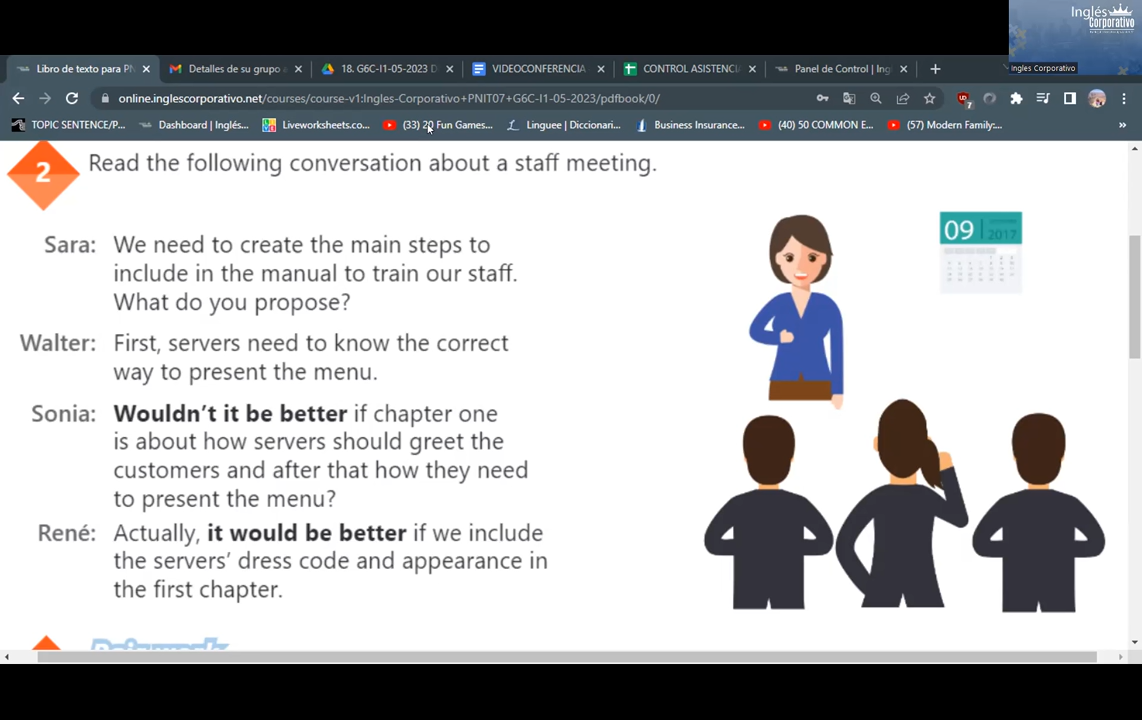 Inglés
Corporativo
Ingles Corporativo
Libro de texto para PN
Detalles de su grupo a
18. G6C-I1-05-2023 D
VIDEOCONFERENCIA
CONTROL ASISTENCI
Panel de Control | Ing
online.inglescorporativo.net/courses/course-v1:Ingles-Corporativo+PNIT07+G6C-I1-05-2023/pdfbook/0/
TOPIC SENTENCE/P...
Dashboard | Inglés...
Liveworksheets.co...
(33) 20 Fun Games...
Linguee | Diccionari...
Business Insurance...
(40) 50 COMMON E...
(57) Modern Family:...
2
Read the following conversation about a staff meeting.
09 2017
Sara: We need to create the main steps to
include in the manual to train our staff.
What do you propose?
Walter: First, servers need to know the correct
way to present the menu.
Sonia: Wouldn't it be better if chapter one
is about how servers should greet the
customers and after that how they need
to present the menu?
René: Actually, it would be better if we include
the servers' dress code and appearance in
the first chapter.